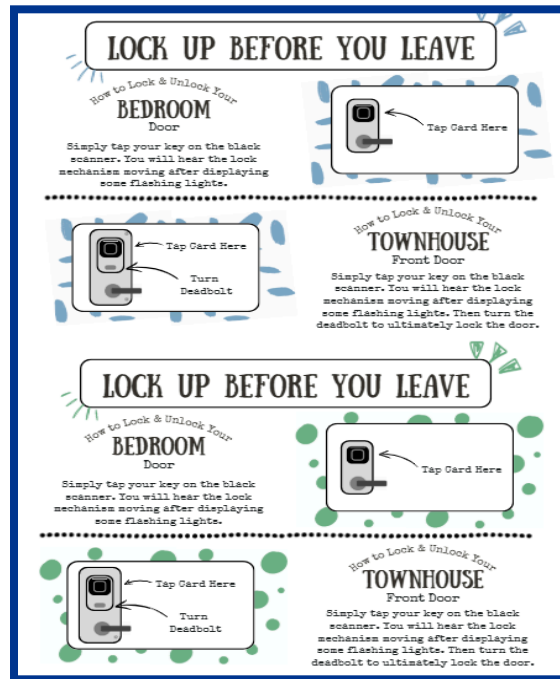 LOCK UP BEFORE YOU LEAVE
How to Lock & Unlock Your
BEDROOM
Door
Simply tap your key on the black
scanner. You will hear the lock
mechanism moving after displaying
some flashing lights.
Tap Card Here
Tap Card Here
Turn
Deadbolt
How to Lock & Unlock Your
TOWNHOUSE
Front Door
Simply tap your key on the black
scanner. You will hear the lock
mechanism moving after displaying
some flashing lights. Then turn the
deadbolt to ultimately lock the door.
LOCK UP BEFORE YOU LEAVE
How to Lock & Unlock Your
BEDROOM
Door
Simply tap your key on the black
scanner. You will hear the lock
mechanism moving after displaying
some flashing lights.
Tap Card Here
Tap Card Here
Turn
Deadbolt
How to Lock & Unlock Your
TOWNHOUSE
Front Door
Simply tap your key on the black
scanner. You will hear the lock
mechanism moving after displaying
some flashing lights. Then turn the
deadbolt to ultimately lock the door.